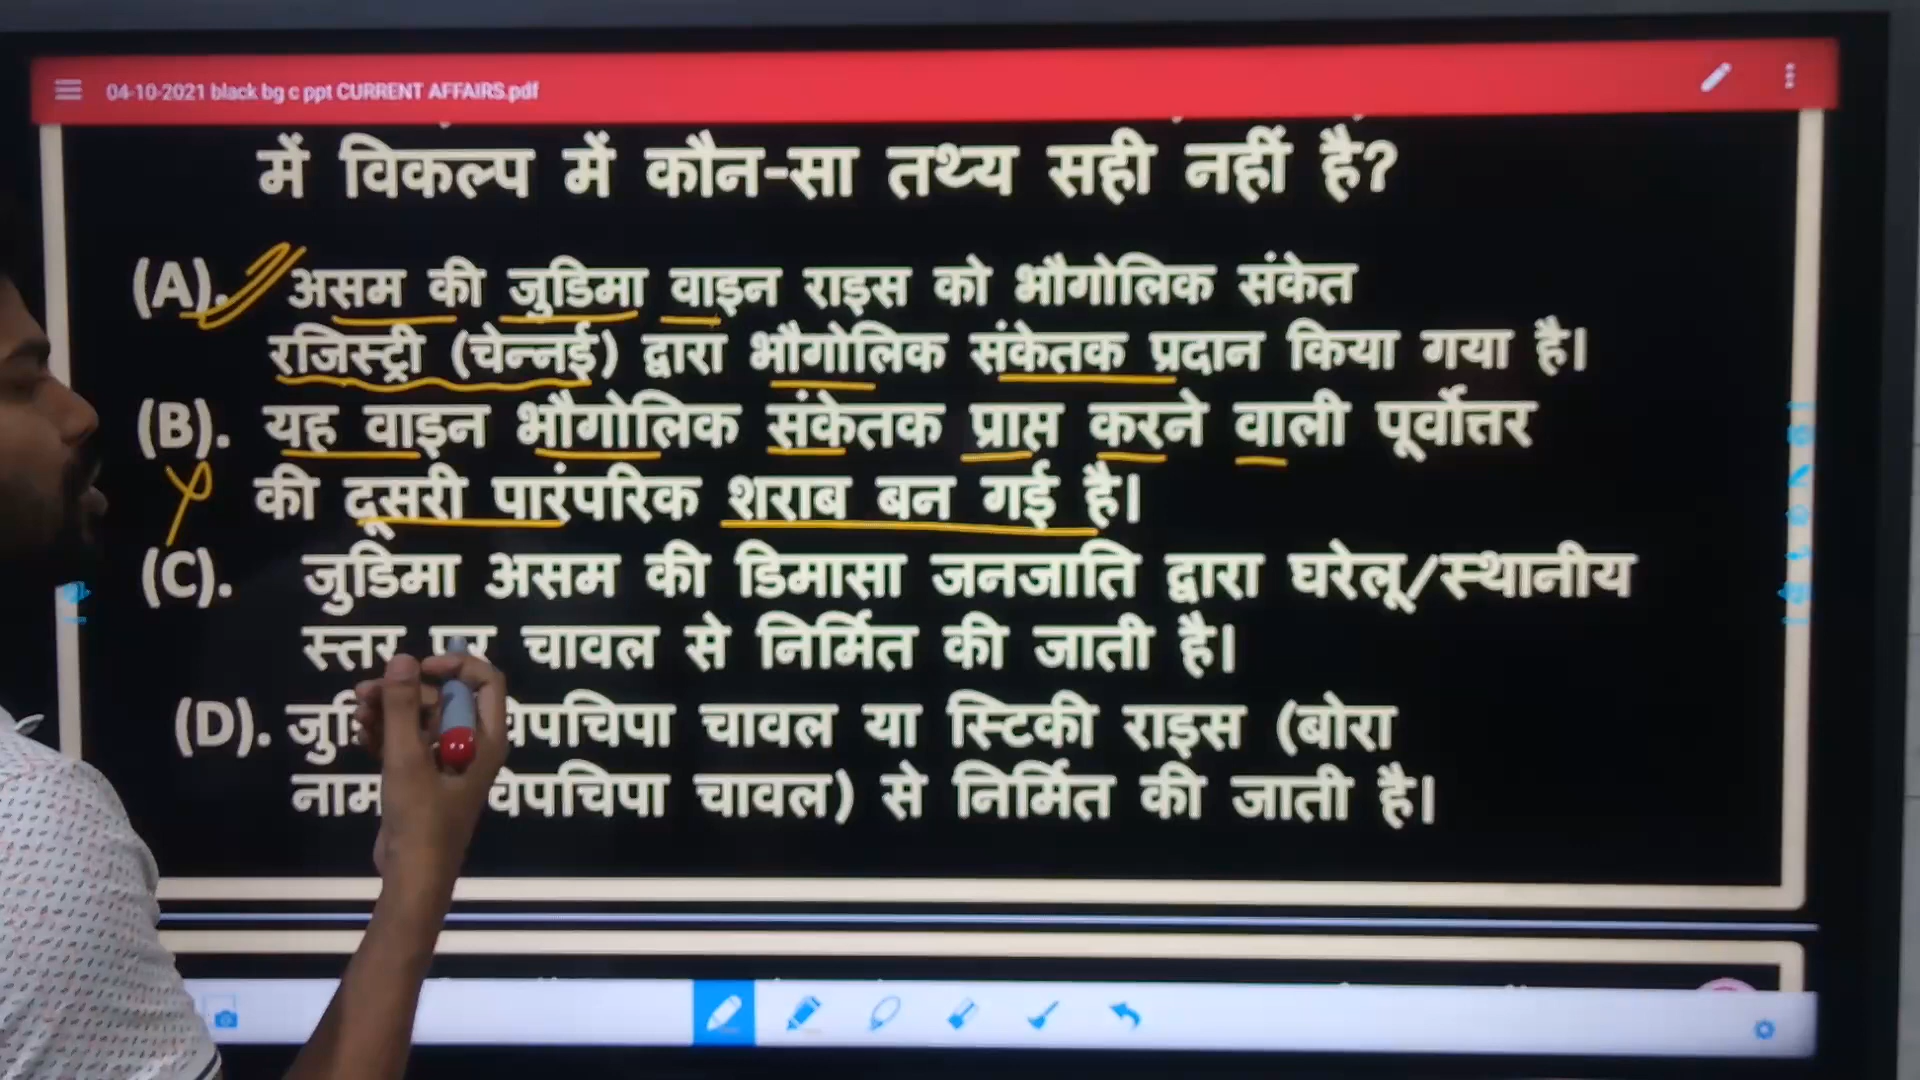 04-10-2021 black bg c ppt CURRENT AFFAIRS.pdf
में विकल्प में कौन-सा तथ्य सही नहीं है?
(A). असम की जुडिमा वाइन राइस को भौगोलिक संकेत
रजिस्ट्री (चेन्नई) द्वारा भौगोलिक संकेतक प्रदान किया गया है।
(B). यह वाइन भौगोलिक संकेतक प्राप्त करने वाली पूर्वोत्तर
की दूसरी पारंपरिक शराब बन गई है।
(C). जुडिमा असम की डिमासा जनजाति द्वारा घरेलू/स्थानीय
स्तर पर चावल से निर्मित की जाती है।
(D). चिपचिपा चावल या स्टिकी राइस (बोरा
नाम चिपचिपा चावल) से निर्मित की जाती है।